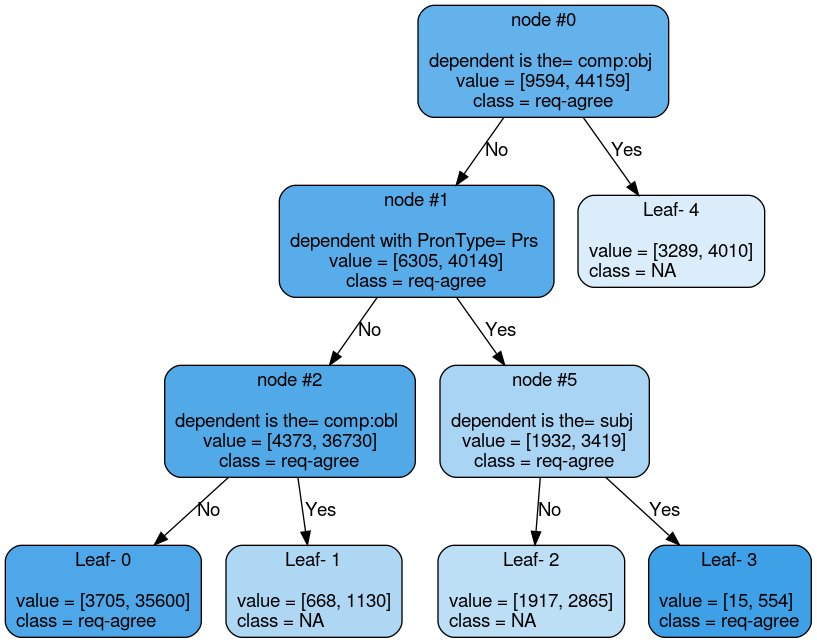 node #0
dependent is the= comp:obj
value = [9594, 44159]
class = req-agree
No
Yes
node #1
dependent with PronType= Prs
value = [6305, 40149]
class = req-agree
Leaf- 4
value = [3289, 4010]
class = NA
No
Yes
node #2
dependent is the= comp:obl
value = [4373, 36730]
class = req-agree
node #5
dependent is the= subj
value = [1932, 3419]
class = req-agree
No
Yes
No
Yes
Leaf- 0
value = [3705, 35600]
class = req-agree
Leaf- 1
value = [668, 1130]
class = NA
Leaf- 2
value = [1917, 2865]
class = NA
Leaf- 3
value = [15, 554]
class = req-agree